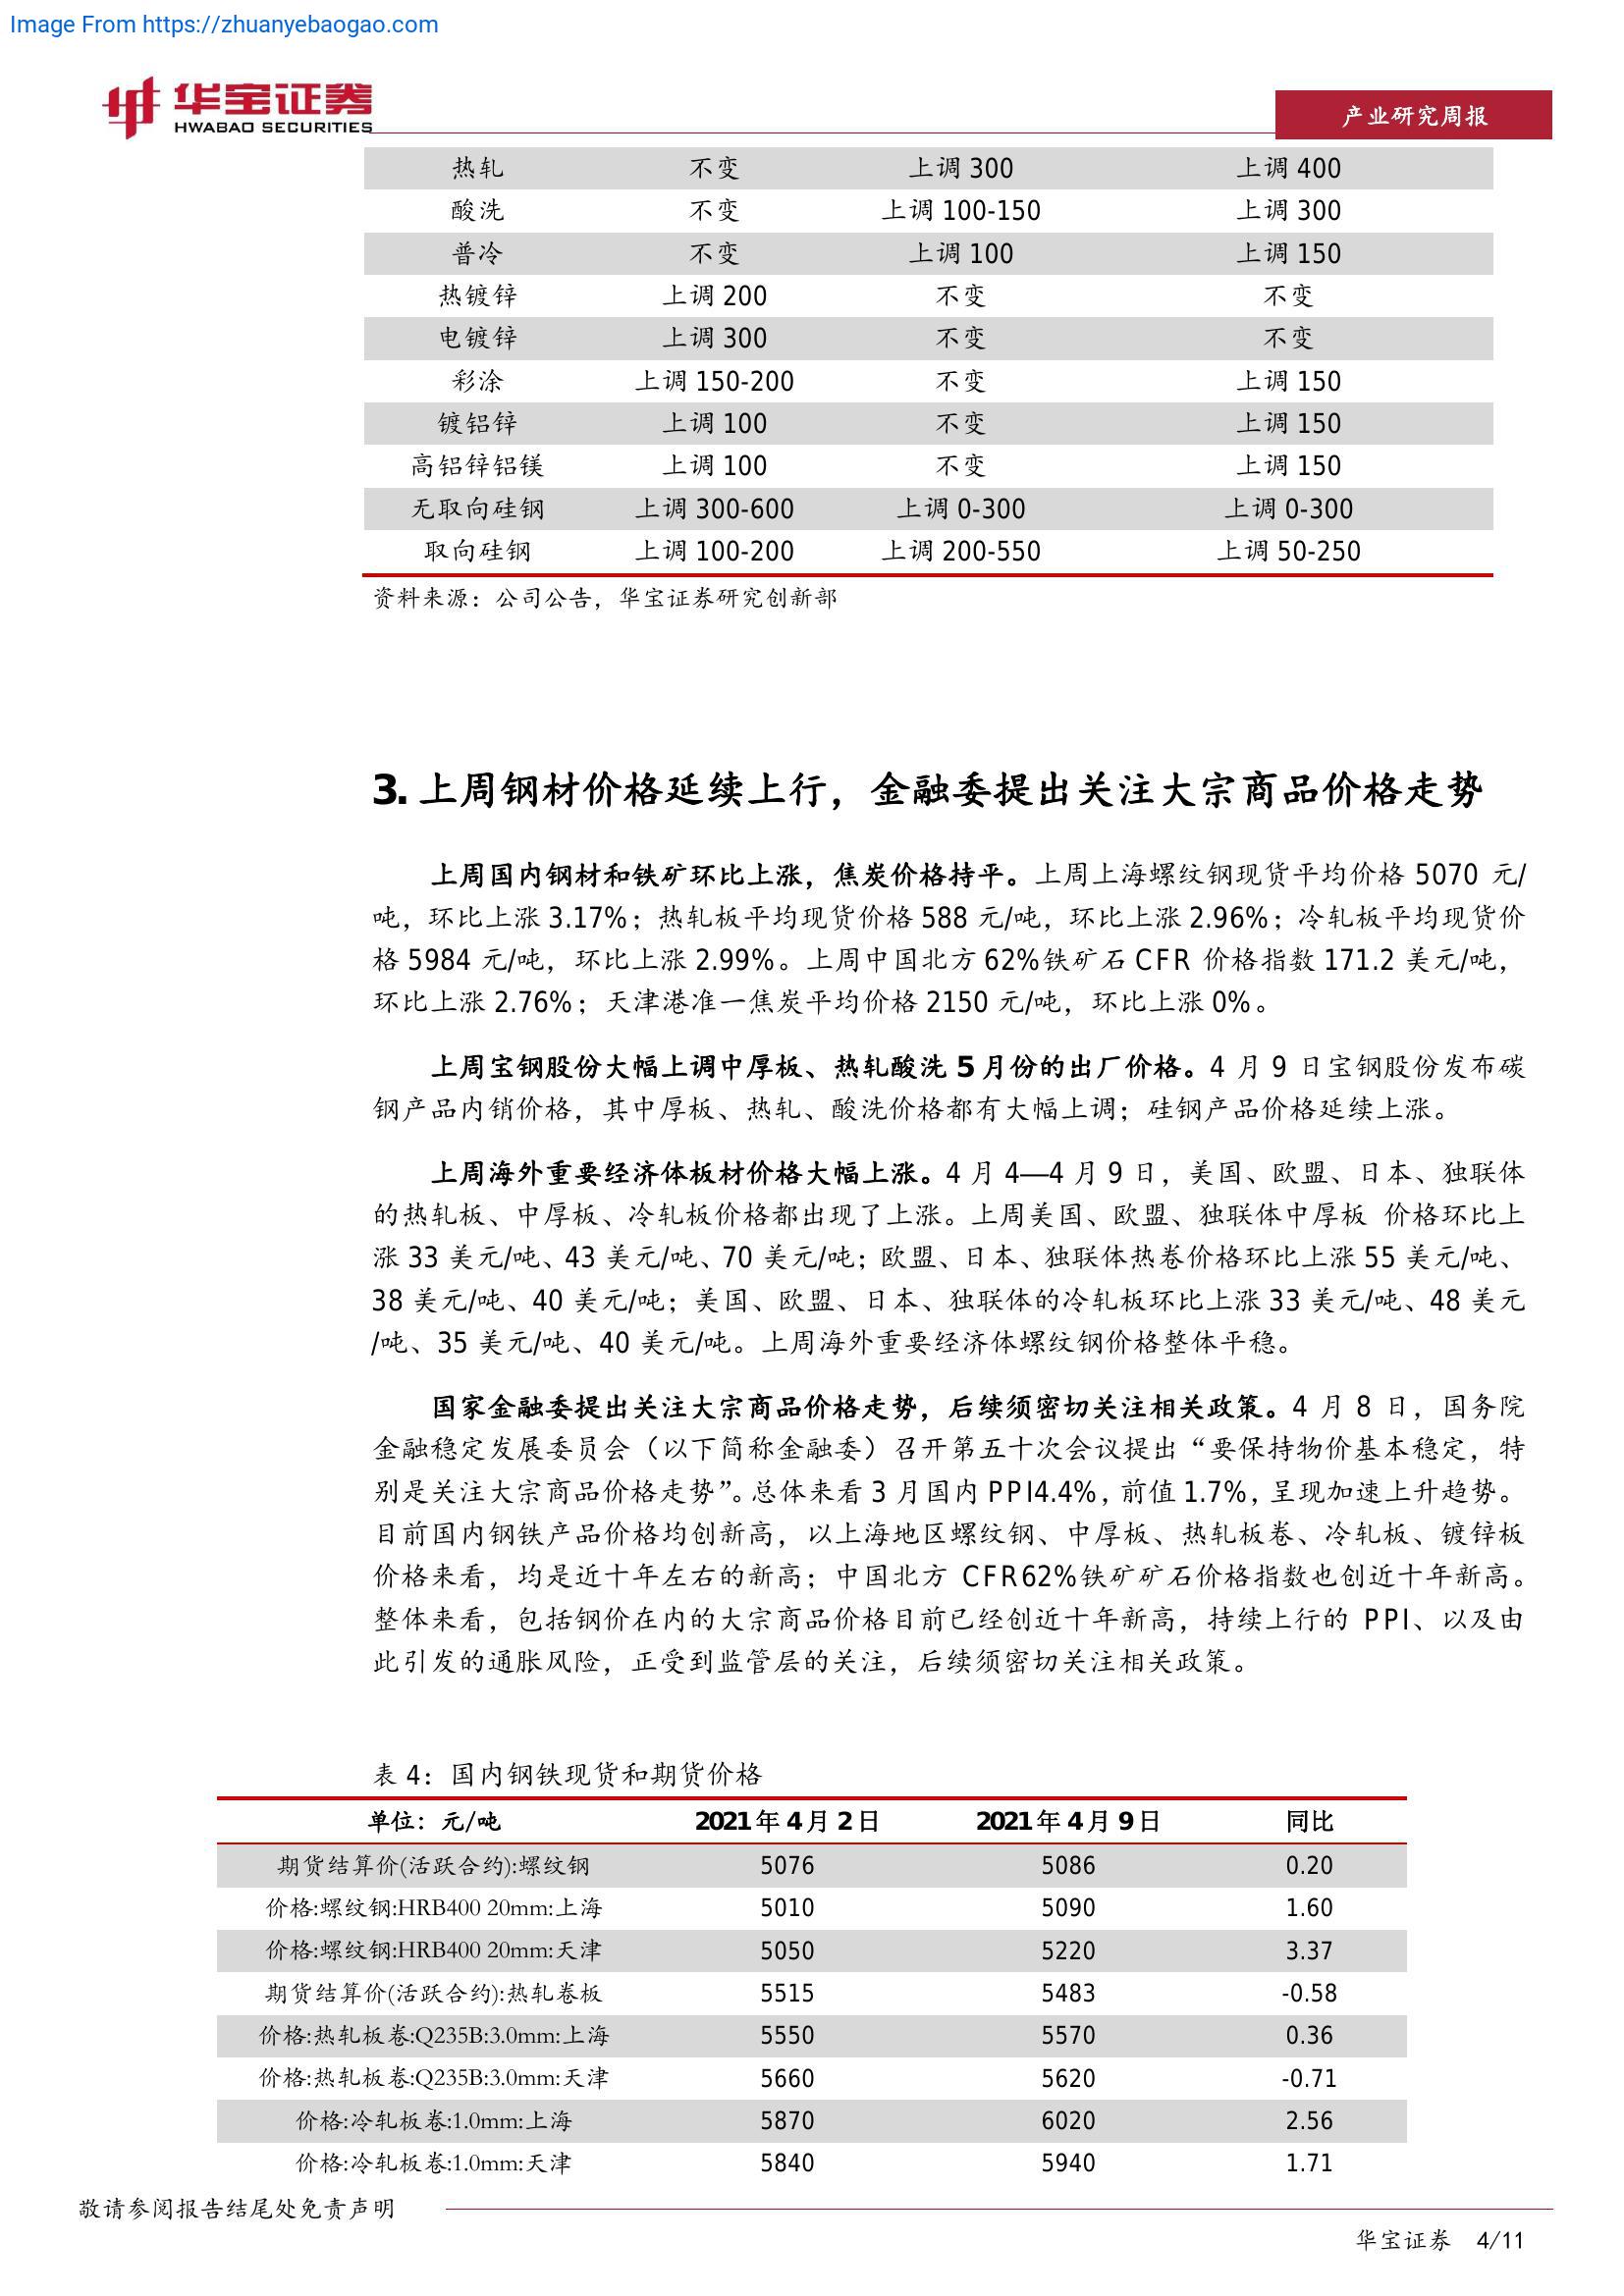 Image From https://zhuanyebaogao.com
华宝证券
HWABAO SECURITIES
产业研究周报
热轧 不变 上调 300 上调 400
酸洗 不变 上调 100-150 上调 300
普冷 不变 上调 100 上调 150
热镀锌 上调 200 不变 不变
电镀锌 上调 300 不变 不变
彩涂 上调 150-200 不变 上调 150
镀铝锌 上调 100 不变 上调 150
高铝锌铝镁 上调 100 不变 上调 150
无取向硅钢 上调 300-600 上调 0-300 上调 0-300
取向硅钢 上调 100-200 上调 200-550 上调 50-250
资料来源：公司公告，华宝证券研究创新部
3. 上周钢材价格延续上行，金融委提出关注大宗商品价格走势
上周国内钢材和铁矿环比上涨，焦炭价格持平。上周上海螺纹钢现货平均价格 5070 元/
吨，环比上涨 3.17%；热轧板平均现货价格 588 元/吨，环比上涨 2.96%；冷轧板平均现货价
格 5984 元/吨，环比上涨 2.99%。上周中国北方 62%铁矿石 CFR 价格指数 171.2 美元/吨，
环比上涨 2.76%；天津港准一焦炭平均价格 2150 元/吨，环比上涨 0%。
上周宝钢股份大幅上调中厚板、热轧酸洗 5 月份的出厂价格。4 月 9 日宝钢股份发布碳
钢产品内销价格，其中厚板、热轧、酸洗价格都有大幅上调；硅钢产品价格延续上涨。
上周海外重要经济体板材价格大幅上涨。4 月 4—4 月 9 日，美国、欧盟、日本、独联体
的热轧板、中厚板、冷轧板价格都出现了上涨。上周美国、欧盟、独联体中厚板 价格环比上
涨 33 美元/吨、43 美元/吨、70 美元/吨；欧盟、日本、独联体热卷价格环比上涨 55 美元/吨、
38 美元/吨、40 美元/吨；美国、欧盟、日本、独联体的冷轧板环比上涨 33 美元/吨、48 美元
/吨、35 美元/吨、40 美元/吨。上周海外重要经济体螺纹钢价格整体平稳。
国家金融委提出关注大宗商品价格走势，后续须密切关注相关政策。4 月 8 日，国务院
金融稳定发展委员会（以下简称金融委）召开第五十次会议提出“要保持物价基本稳定，特
别是关注大宗商品价格走势”。总体来看 3 月国内 PPI4.4%，前值 1.7%，呈现加速上升趋势。
目前国内钢铁产品价格均创新高，以上海地区螺纹钢、中厚板、热轧板卷、冷轧板、镀锌板
价格来看，均是近十年左右的新高；中国北方 CFR62%铁矿矿石价格指数也创近十年新高。
整体来看，包括钢价在内的大宗商品价格目前已经创近十年新高，持续上行的 PPI、以及由
此引发的通胀风险，正受到监管层的关注，后续须密切关注相关政策。
表 4：国内钢铁现货和期货价格
单位：元/吨 2021 年 4 月 2 日 2021 年 4 月 9 日 同比
期货结算价(活跃合约):螺纹钢 5076 5086 0.20
价格:螺纹钢:HRB400 20mm:上海 5010 5090 1.60
价格:螺纹钢:HRB400 20mm:天津 5050 5220 3.37
期货结算价(活跃合约):热轧卷板 5515 5483 -0.58
价格:热轧板卷:Q235B:3.0mm:上海 5550 5570 0.36
价格:热轧板卷:Q235B:3.0mm:天津 5660 5620 -0.71
价格:冷轧板卷:1.0mm:上海 5870 6020 2.56
价格:冷轧板卷:1.0mm:天津 5840 5940 1.71
敬请参阅报告结尾处免责声明
华宝证券 4/11